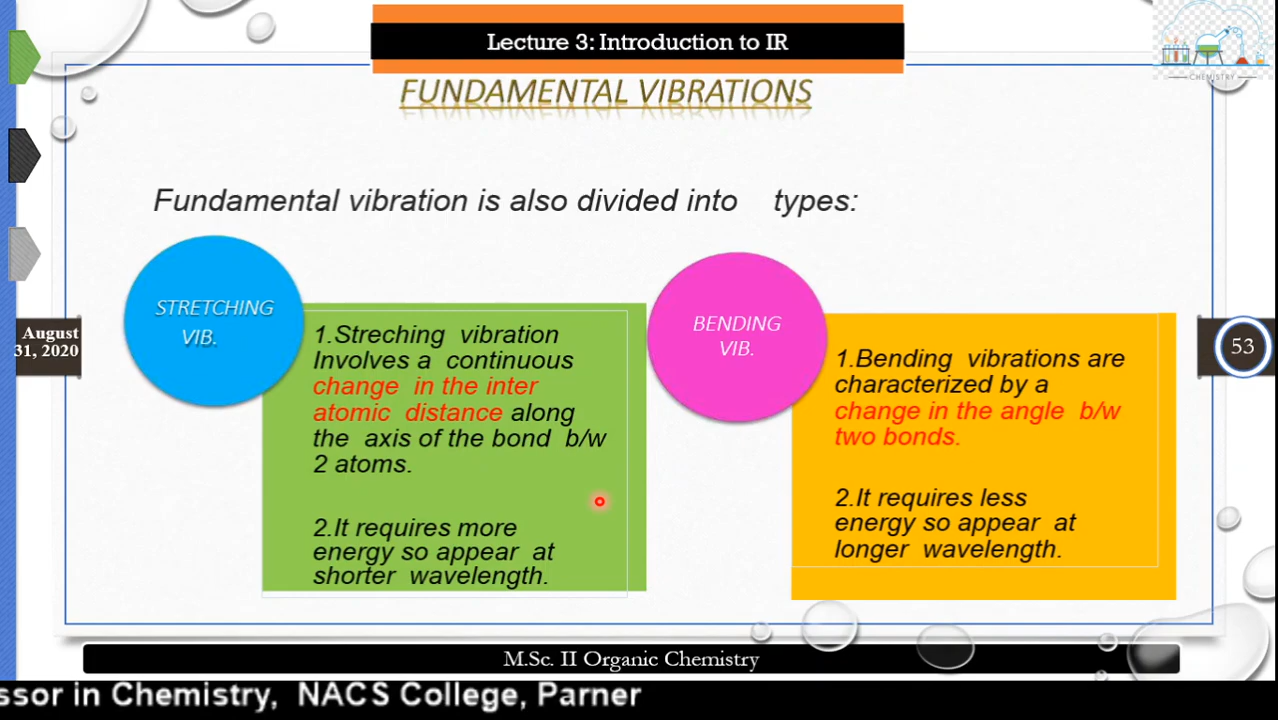 Lecture 3: Introduction to IR
CHEMISTRY
FUNDAMENTAL VIBRATIONS
Fundamental vibration is also divided into types:
STRETCHING
VIB.
1.Streching vibration
Involves a continuous
change in the inter
atomic distance along
the axis of the bond b/w
2 atoms.
2.It requires more
energy so appear at
shorter wavelength.
BENDING
VIB.
1.Bending vibrations are
characterized by a
change in the angle b/w
two bonds.
2.It requires less
energy so appear at
longer wavelength.
August
31, 2020
53
M.Sc. II Organic Chemistry
ssor in Chemistry, NACS College, Parner